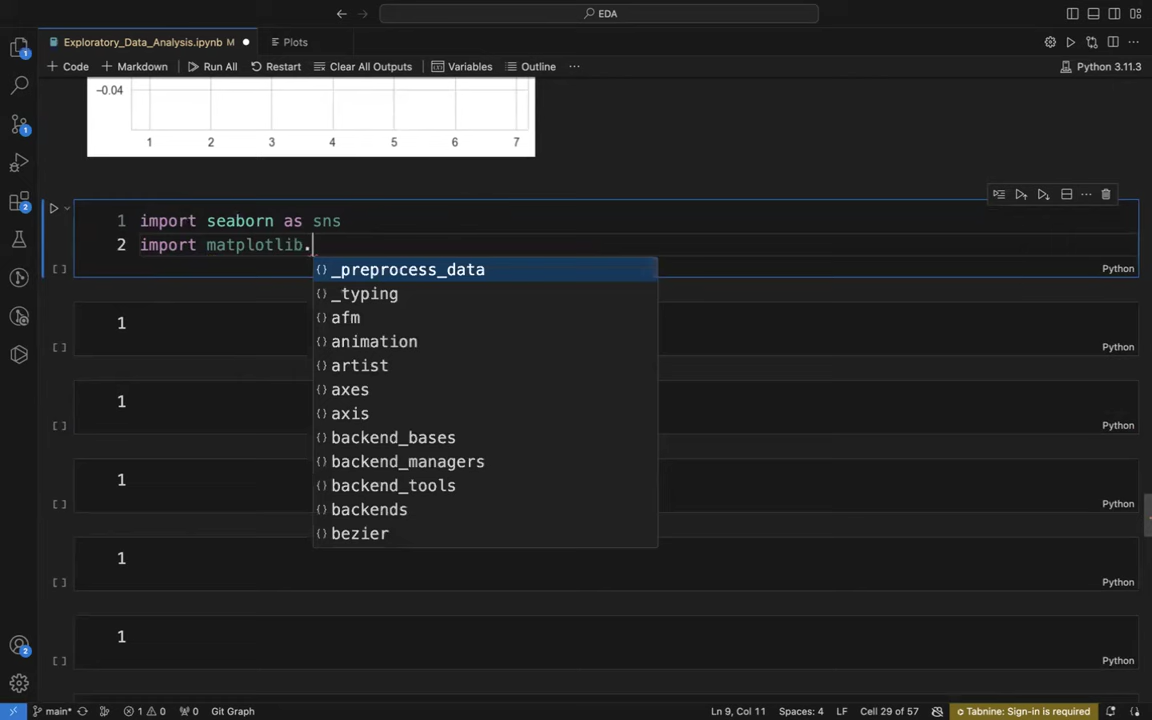 EDA
Exploratory_Data_Analysis.ipynb M
Plots
Code
Markdown
Run All
Restart
Clear All Outputs
Variables
Outline
Python 3.11.3
−0.04
1 2 3 4 5 6 7
1 import seaborn as sns
2 import matplotlib.
[ ]
Python
_preprocess_data
_typing
afm
animation
artist
axes
axis
backend_bases
backend_managers
backend_tools
backends
bezier
1
[ ]
Python
1
[ ]
Python
1
[ ]
Python
1
[ ]
Python
1
[ ]
Python
1
2
2
main*
1 0
0
Git Graph
Ln 9, Col 11
Spaces: 4
LF
Cell 29 of 57
Tabnine: Sign-in is required